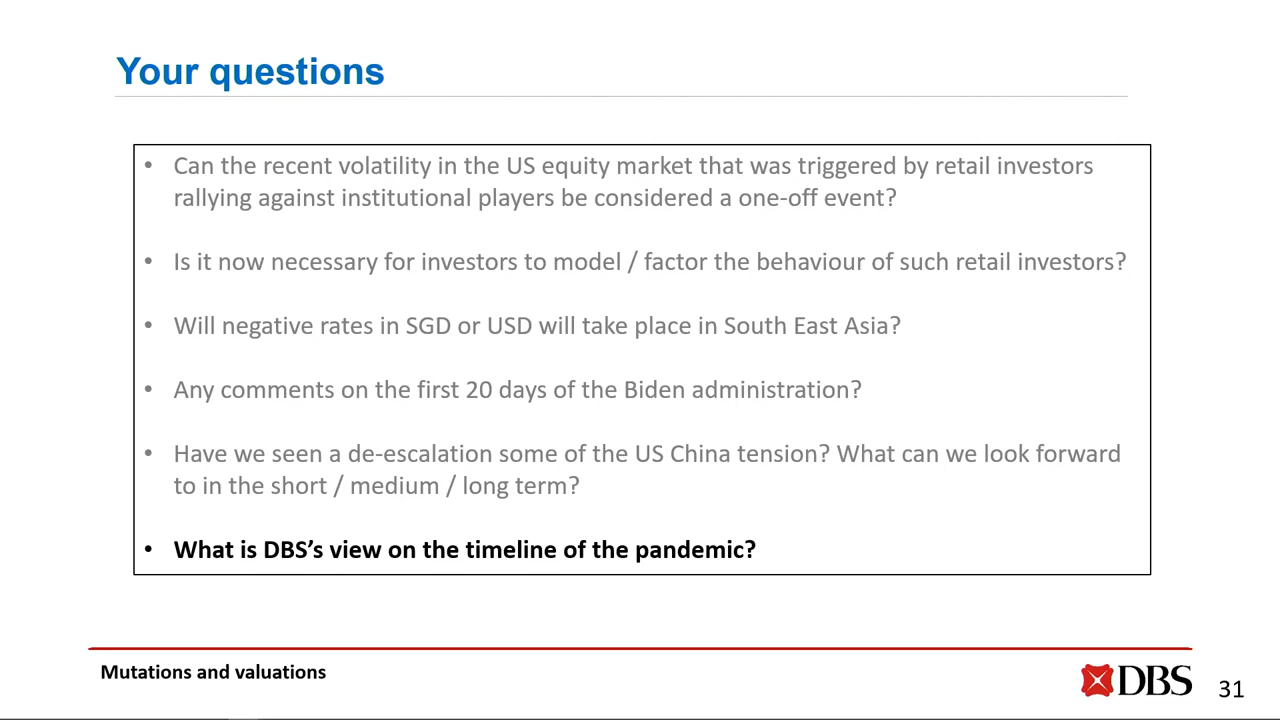 Your questions
• Can the recent volatility in the US equity market that was triggered by retail investors
rallying against institutional players be considered a one-off event?
• Is it now necessary for investors to model / factor the behaviour of such retail investors?
• Will negative rates in SGD or USD will take place in South East Asia?
• Any comments on the first 20 days of the Biden administration?
• Have we seen a de-escalation some of the US China tension? What can we look forward
to in the short / medium / long term?
• What is DBS’s view on the timeline of the pandemic?
Mutations and valuations
DBS
31